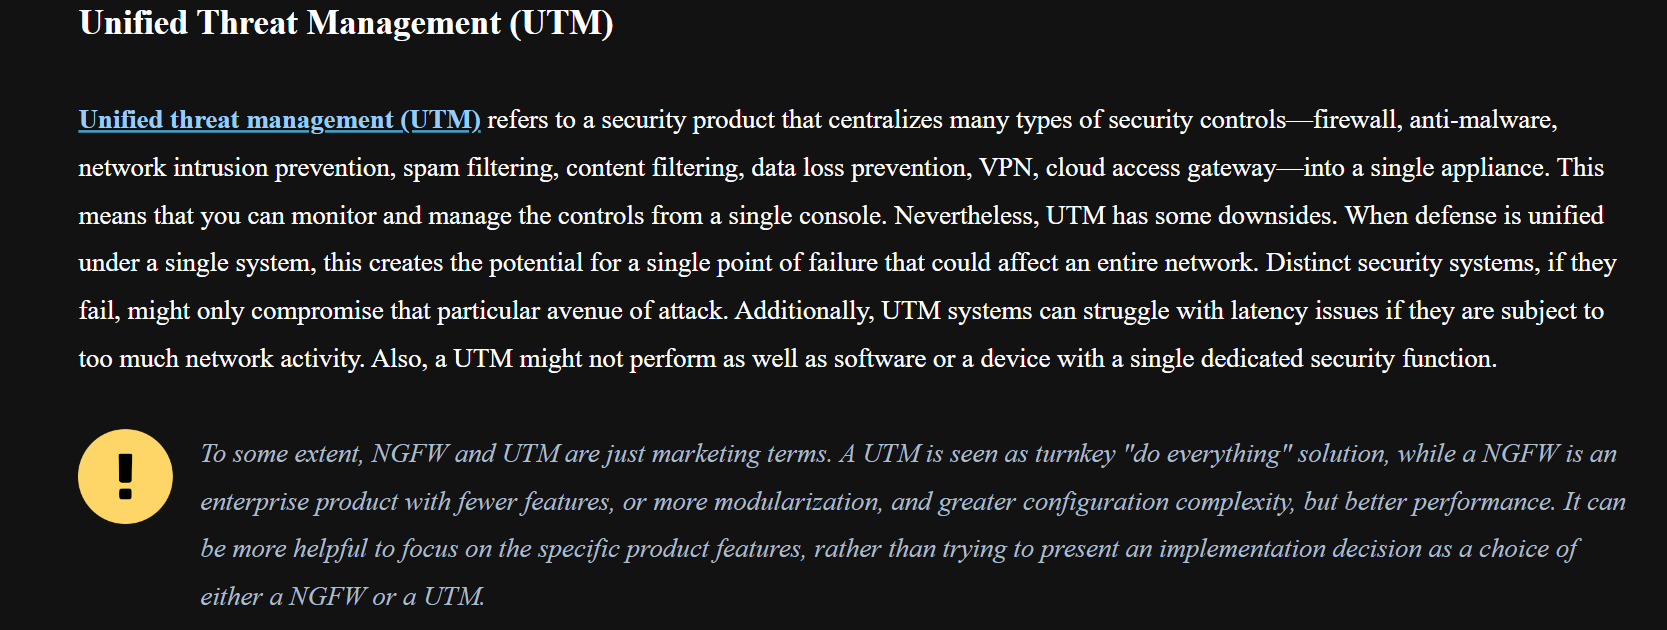 Unified Threat Management (UTM)
Unified threat management (UTM) refers to a security product that centralizes many types of security controls—firewall, anti-malware,
network intrusion prevention, spam filtering, content filtering, data loss prevention, VPN, cloud access gateway—into a single appliance. This
means that you can monitor and manage the controls from a single console. Nevertheless, UTM has some downsides. When defense is unified
under a single system, this creates the potential for a single point of failure that could affect an entire network. Distinct security systems, if they
fail, might only compromise that particular avenue of attack. Additionally, UTM systems can struggle with latency issues if they are subject to
too much network activity. Also, a UTM might not perform as well as software or a device with a single dedicated security function.
To some extent, NGFW and UTM are just marketing terms. A UTM is seen as turnkey "do everything" solution, while a NGFW is an
enterprise product with fewer features, or more modularization, and greater configuration complexity, but better performance. It can
be more helpful to focus on the specific product features, rather than trying to present an implementation decision as a choice of
either a NGFW or a UTM.